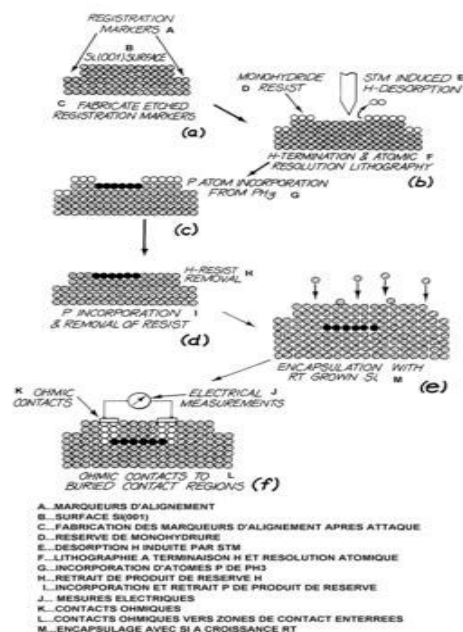 REGISTRATION
MARKERS A
B
Si(001) SURFACE
C FABRICATE ETCHED
REGISTRATION MARKERS
(a)
MONOHYDRIDE
D RESIST
STM INDUCED E
H-DESORPTION
H-TERMINATION & ATOMIC F
RESOLUTION LITHOGRAPHY
(b)
P ATOM INCORPORATION
FROM PH3 G
(c)
H-RESIST H
REMOVAL
P INCORPORATION I
& REMOVAL OF RESIST
(d)
ENCAPSULATION WITH
RT GROWN Si M
(e)
K OHMIC
CONTACTS
ELECTRICAL J
MEASUREMENTS
OHMIC CONTACTS TO L
BURIED CONTACT REGIONS
(f)
A...MARQUEURS D'ALIGNEMENT
B...SURFACE Si(001)
C...FABRICATION DES MARQUEURS D'ALIGNEMENT APRES ATTAQUE
D...RESERVE DE MONOHYDRURE
E...DESORPTION H INDUITE PAR STM
F...LITHOGRAPHIE A TERMINAISON H ET RESOLUTION ATOMIQUE
G...INCORPORATION D'ATOMES P DE PH3
H...RETRAIT DE PRODUIT DE RESERVE H
I...INCORPORATION ET RETRAIT P DE PRODUIT DE RESERVE
J... MESURES ELECTRIQUES
K...CONTACTS OHMIQUES
L...CONTACTS OHMIQUES VERS ZONES DE CONTACT ENTERREES
M...ENCAPSULAGE AVEC SI A CROISSANCE RT